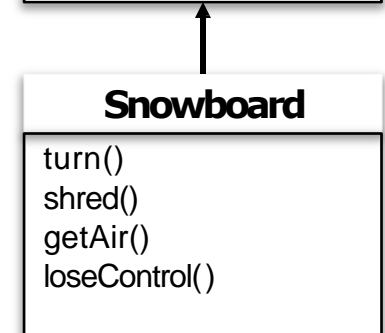 Snowboard
turn()
shred()
getAir()
loseControl()